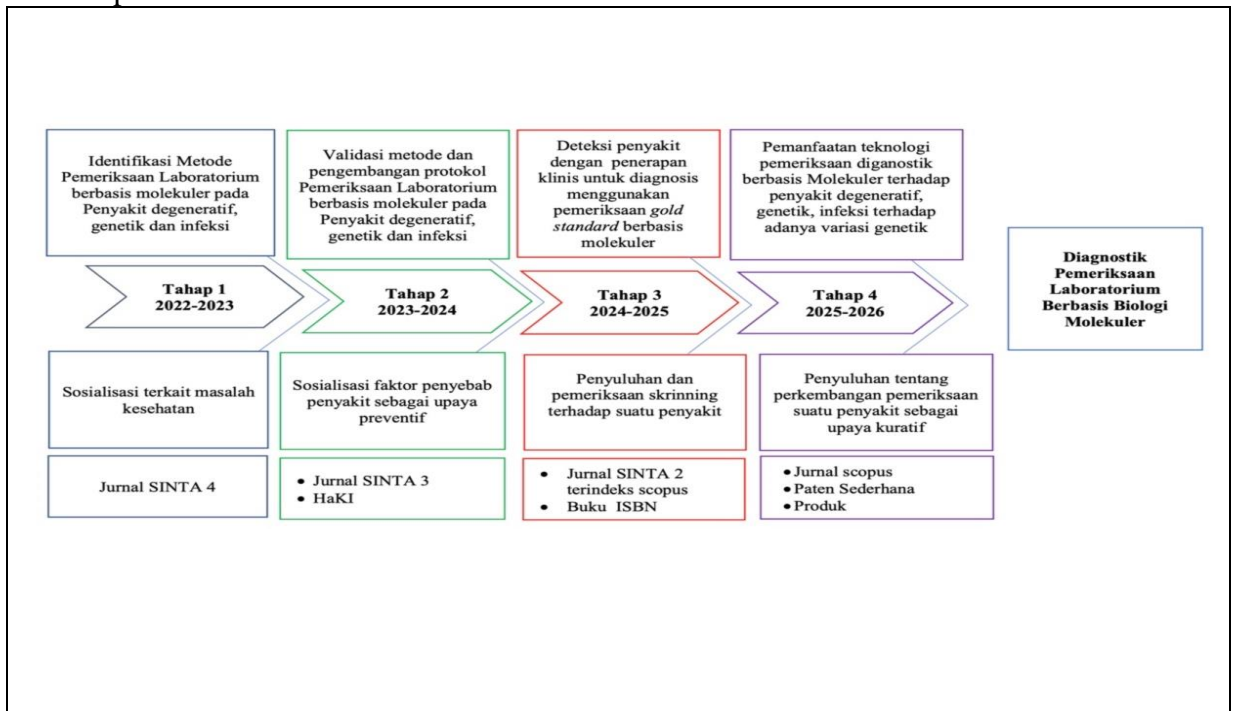 Identifikasi Metode
Pemeriksaan Laboratorium
berbasis molekuler pada
Penyakit degeneratif,
genetik dan infeksi
Validasi metode dan
pengembangan protokol
Pemeriksaan Laboratorium
berbasis molekuler pada
Penyakit degeneratif,
genetik dan infeksi
Deteksi penyakit
dengan penerapan
klinis untuk diagnosis
menggunakan
pemeriksaan gold
standard berbasis
molekuler
Pemanfaatan teknologi
pemeriksaan diganostik
berbasis Molekuler terhadap
penyakit degeneratif,
genetik, infeksi terhadap
adanya variasi genetik
Tahap 1
2022-2023
Tahap 2
2023-2024
Tahap 3
2024-2025
Tahap 4
2025-2026
Diagnostik
Pemeriksaan
Laboratorium
Berbasis Biologi
Molekuler
Sosialisasi terkait masalah
kesehatan
Sosialisasi faktor penyebab
penyakit sebagai upaya
preventif
Penyuluhan dan
pemeriksaan skrinning
terhadap suatu penyakit
Penyuluhan tentang
perkembangan pemeriksaan
suatu penyakit sebagai
upaya kuratif
Jurnal SINTA 4
• Jurnal SINTA 3
• HaKI
• Jurnal SINTA 2
terindeks scopus
• Buku ISBN
• Jurnal scopus
• Paten Sederhana
• Produk